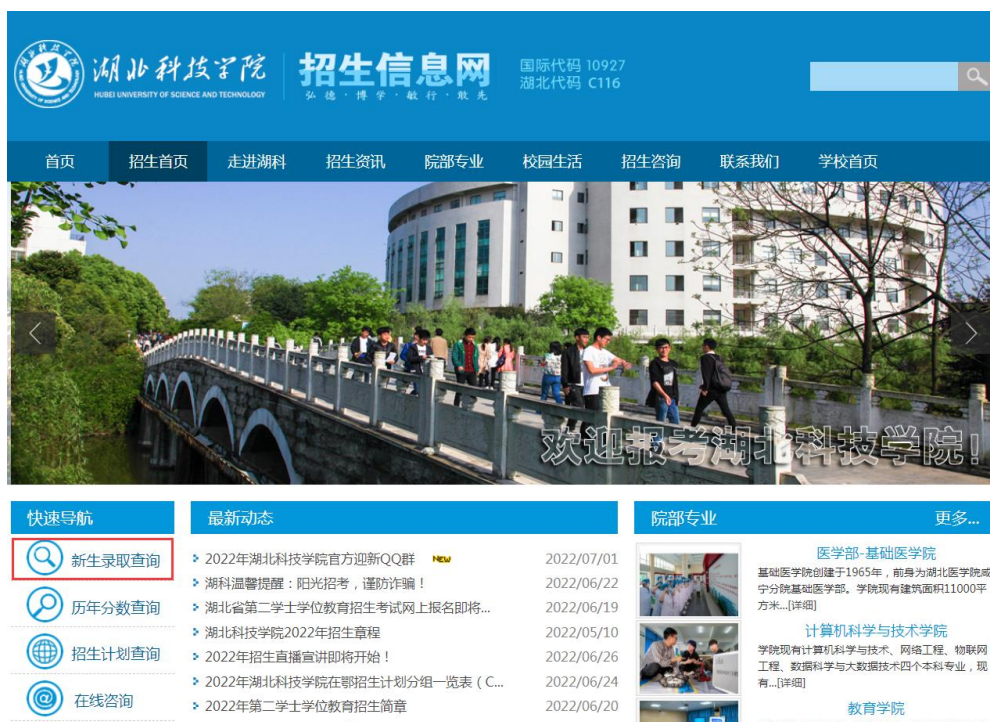 湖北科技学院
HUBEI UNIVERSITY OF SCIENCE AND TECHNOLOGY
招生信息网
弘德·博学·敏行·敢先
国际代码 10927
湖北代码 C116
首页 招生首页 走进湖科 招生资讯 院部专业 校园生活 招生咨询 联系我们 学校首页
欢迎报考湖北科技学院!
快速导航
新生录取查询
历年分数查询
招生计划查询
在线咨询
最新动态
2022年湖北科技学院官方迎新QQ群 NEW 2022/07/01
湖科温馨提醒：阳光招考，谨防诈骗！ 2022/06/22
湖北省第二学士学位教育招生考试网上报名即将... 2022/06/19
湖北科技学院2022年招生章程 2022/05/10
2022年招生直播宣讲即将开始！ 2022/06/26
2022年湖北科技学院在鄂招生计划分组一览表（C... 2022/06/24
2022年第二学士学位教育招生简章 2022/06/20
院部专业 更多...
医学部-基础医学院
基础医学院创建于1965年，前身为湖北医学院咸
宁分院基础医学部。学院现有建筑面积11000平
方米...[详细]
计算机科学与技术学院
学院现有计算机科学与技术、网络工程、物联网
工程、数据科学与大数据技术四个本科专业，现
有...[详细]
教育学院